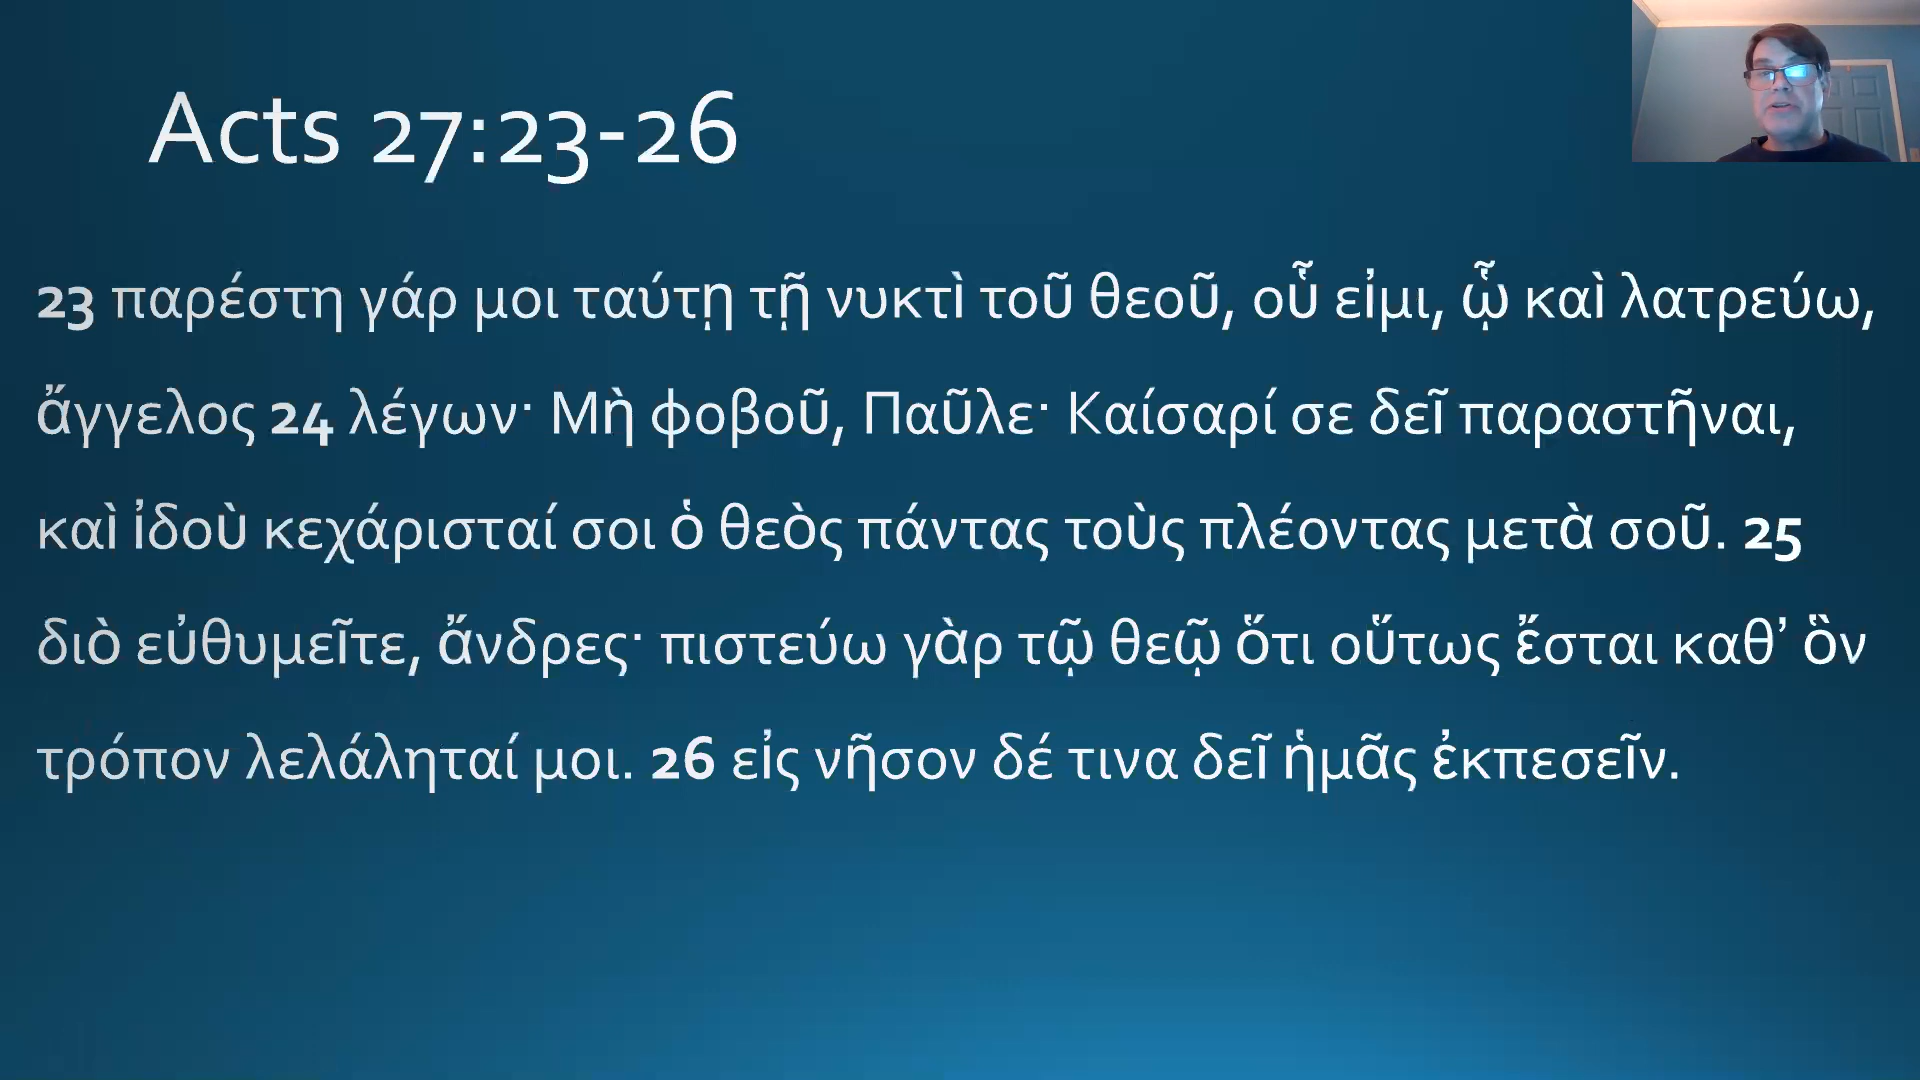 Acts 27:23-26
23 παρέστη γάρ μοι ταύτῃ τῇ νυκτὶ τοῦ θεοῦ, οὗ εἰμι, ᾧ καὶ λατρεύω,
ἄγγελος 24 λέγων· Μὴ φοβοῦ, Παῦλε· Καίσαρί σε δεῖ παραστῆναι,
καὶ ἰδοὺ κεχάρισταί σοι ὁ θεὸς πάντας τοὺς πλέοντας μετὰ σοῦ. 25
διὸ εὐθυμεῖτε, ἄνδρες· πιστεύω γὰρ τῷ θεῷ ὅτι οὕτως ἔσται καθ’ ὃν
τρόπον λελάληταί μοι. 26 εἰς νῆσον δέ τινα δεῖ ἡμᾶς ἐκπεσεῖν.